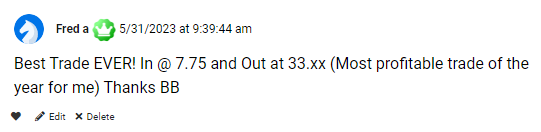 Fred a 5/31/2023 at 9:39:44 am
Best Trade EVER! In @ 7.75 and Out at 33.xx (Most profitable trade of the
year for me) Thanks BB
Edit Delete